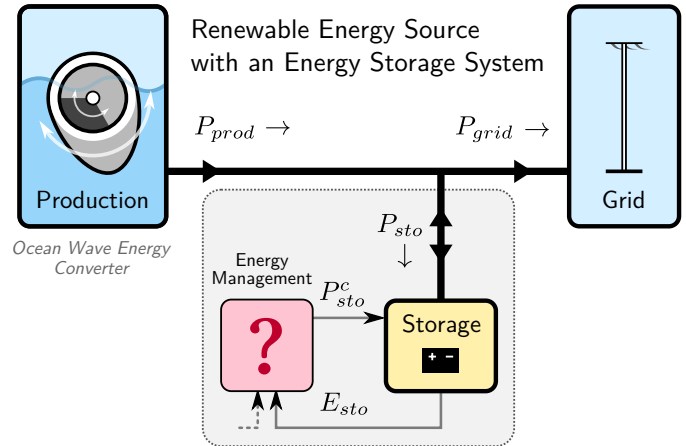 Renewable Energy Source
with an Energy Storage System
P_prod →
P_grid →
Production
Grid
Ocean Wave Energy
Converter
P_sto
↓
Energy
Management
P^c_sto
?
Storage
+ −
E_sto